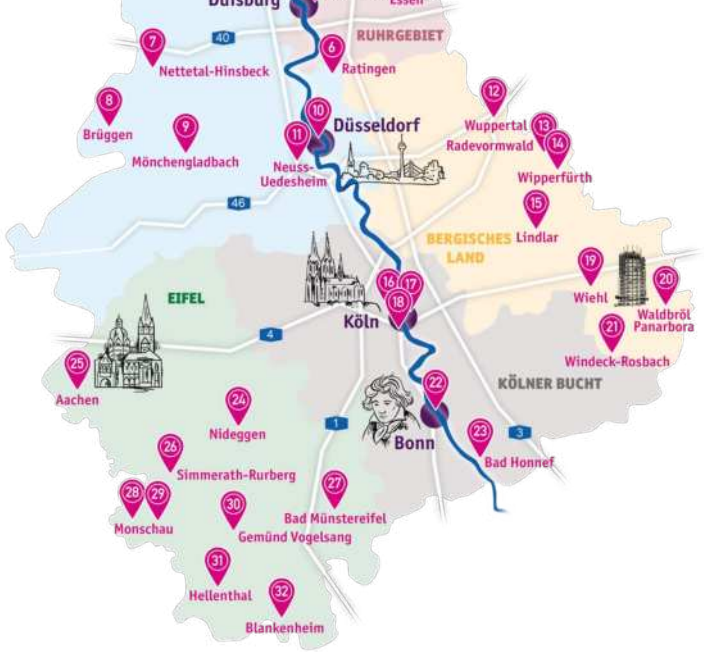 Duisburg
Essen
RUHRGEBIET
40
7
Nettetal-Hinsbeck
6
Ratingen
8
Brüggen
9
Mönchengladbach
10
Düsseldorf
11
Neuss-
Uedesheim
12
Wuppertal
13
Radevormwald
14
Wipperfürth
46
15
Lindlar
BERGISCHES
LAND
16
17
18
Köln
19
Wiehl
20
Waldbröl
Panarbora
21
Windeck-Rosbach
EIFEL
4
25
Aachen
KÖLNER BUCHT
24
Nideggen
22
Bonn
1
3
23
Bad Honnef
26
Simmerath-Rurberg
27
Bad Münstereifel
28
29
Monschau
30
Gemünd Vogelsang
31
Hellenthal
32
Blankenheim